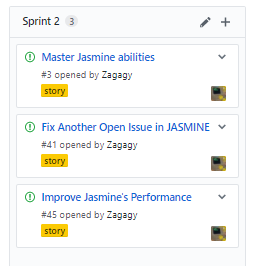 Sprint 2 3
Master Jasmine abilities
#3 opened by Zagagy
story
Fix Another Open Issue in JASMINE
#41 opened by Zagagy
story
Improve Jasmine's Performance
#45 opened by Zagagy
story